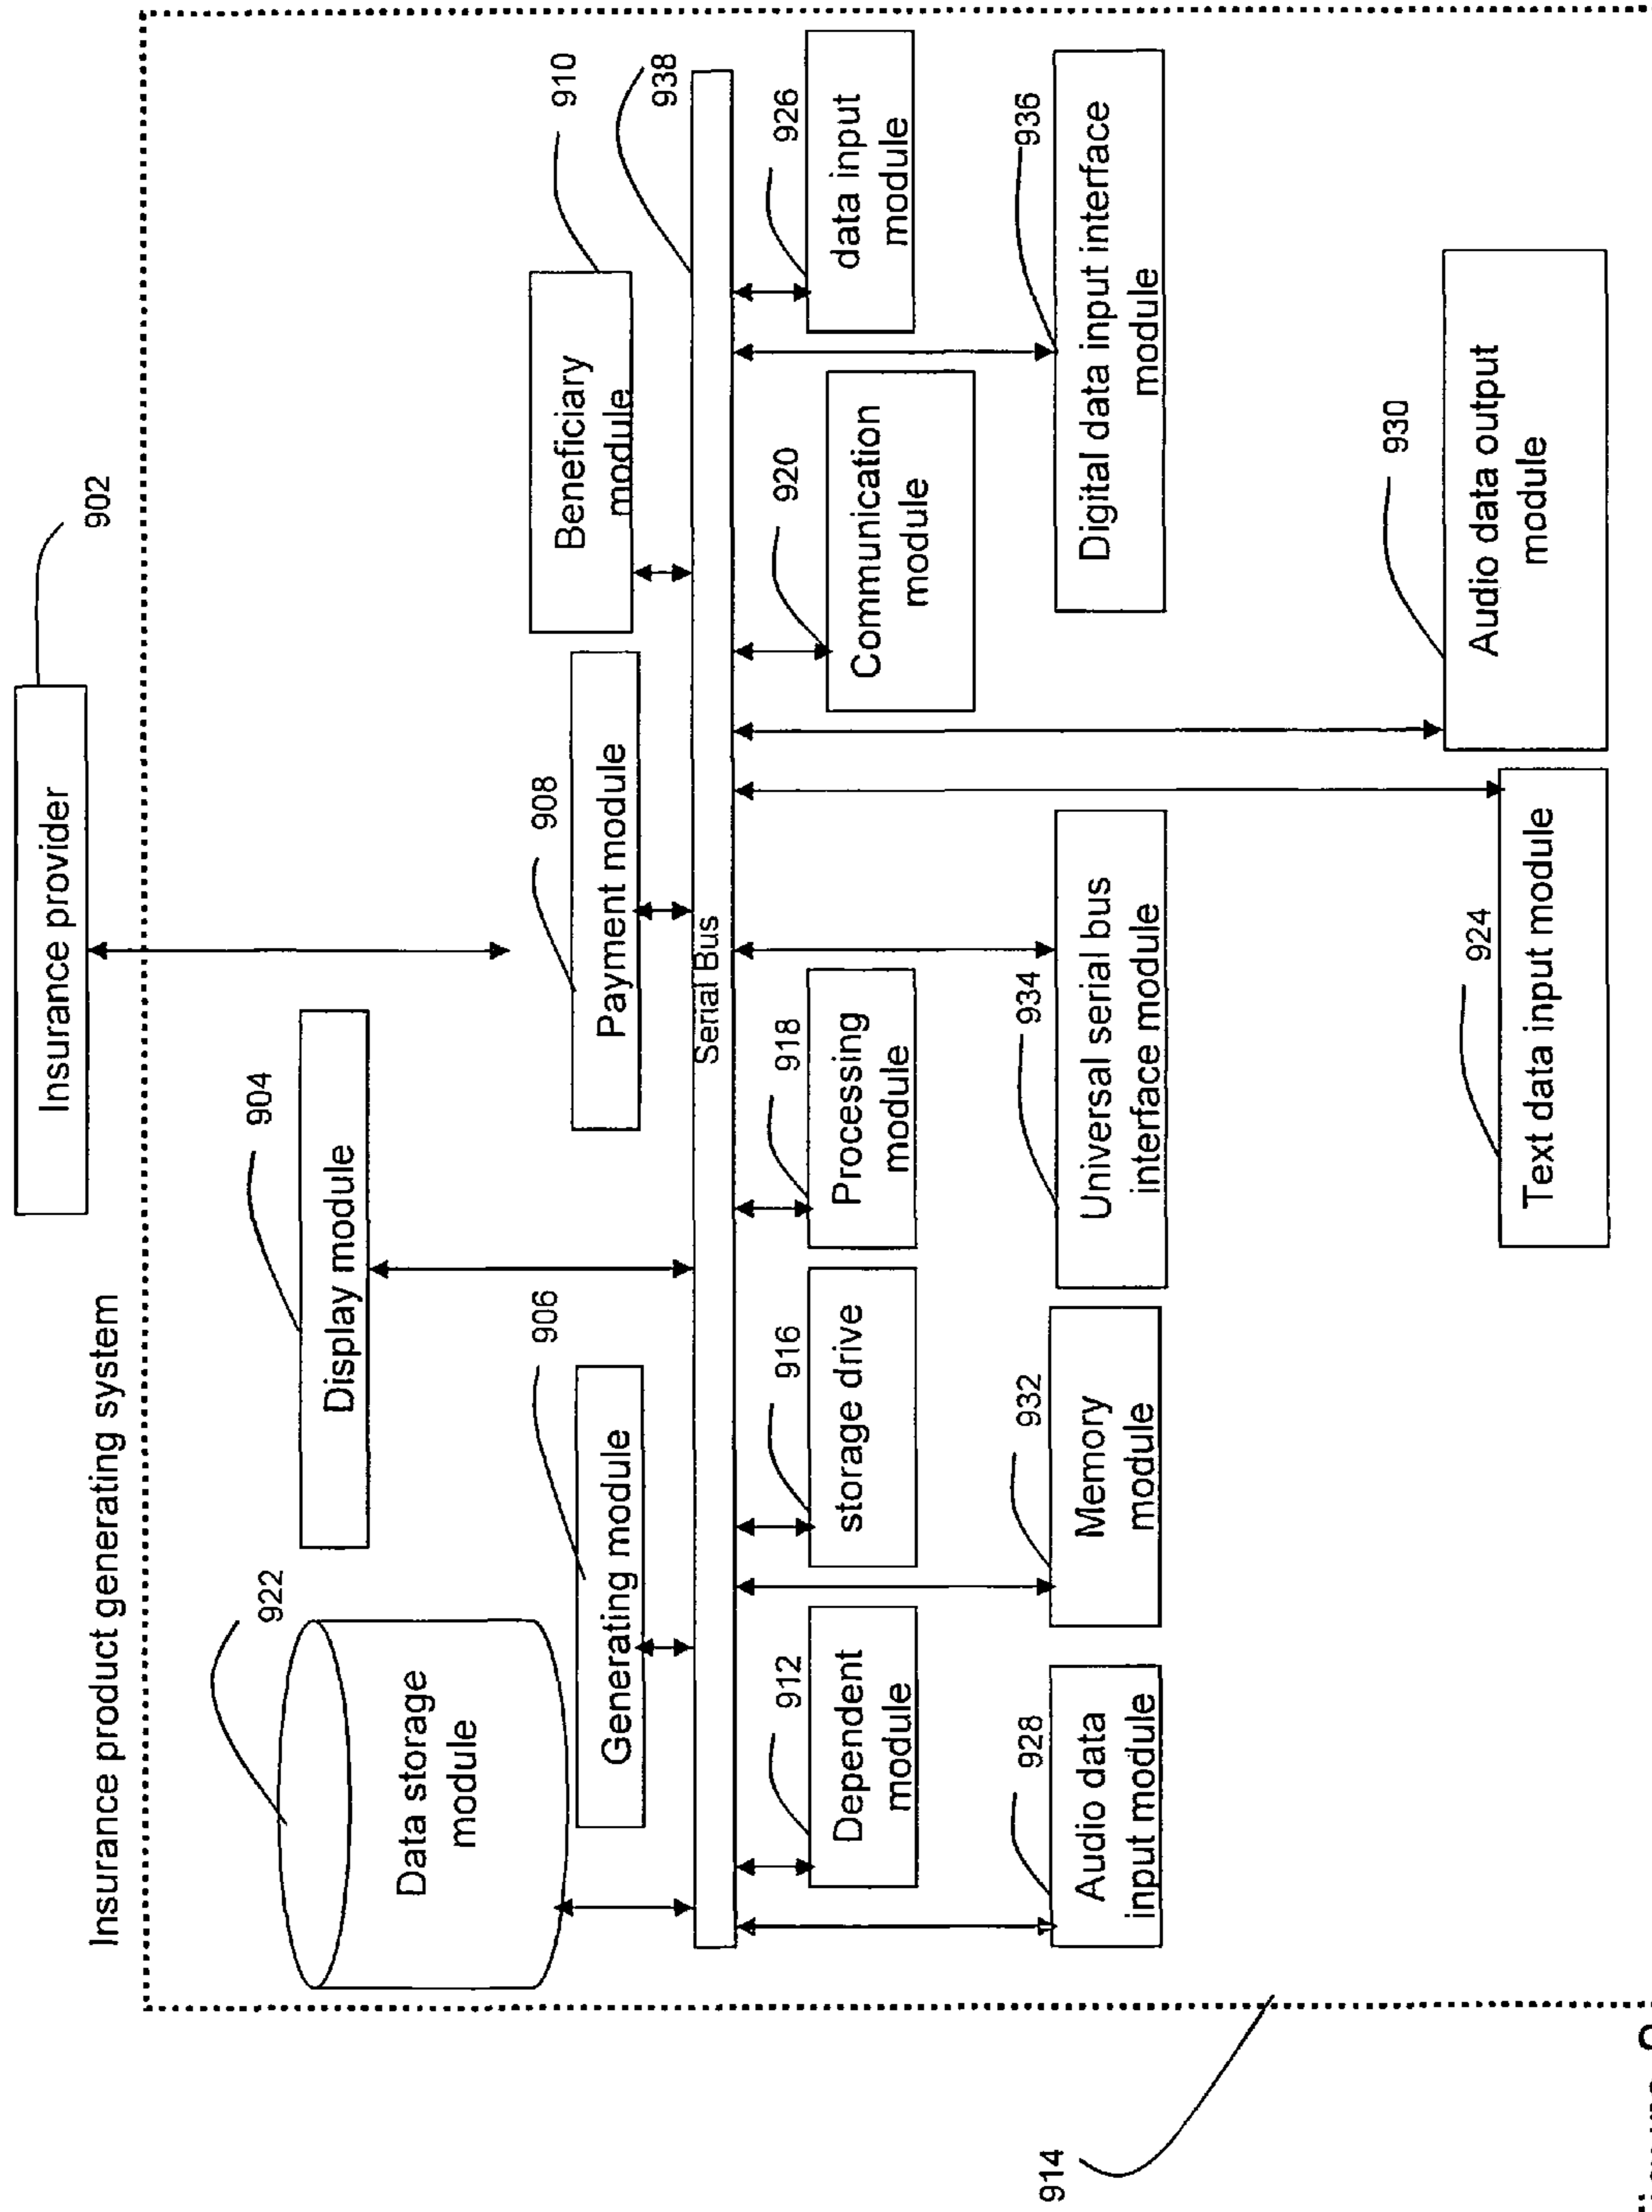 Insurance provider
902
Insurance product generating system
922
Data storage
module
904
Display module
906
Generating module
908
Payment module
910
Beneficiary
module
938
Serial Bus
912
Dependent
module
916
storage drive
918
Processing
module
920
Communication
module
926
data input
module
928
Audio data
input module
932
Memory
module
934
Universal serial bus
interface module
936
Digital data input interface
module
924
Text data input module
930
Audio data output
module
914